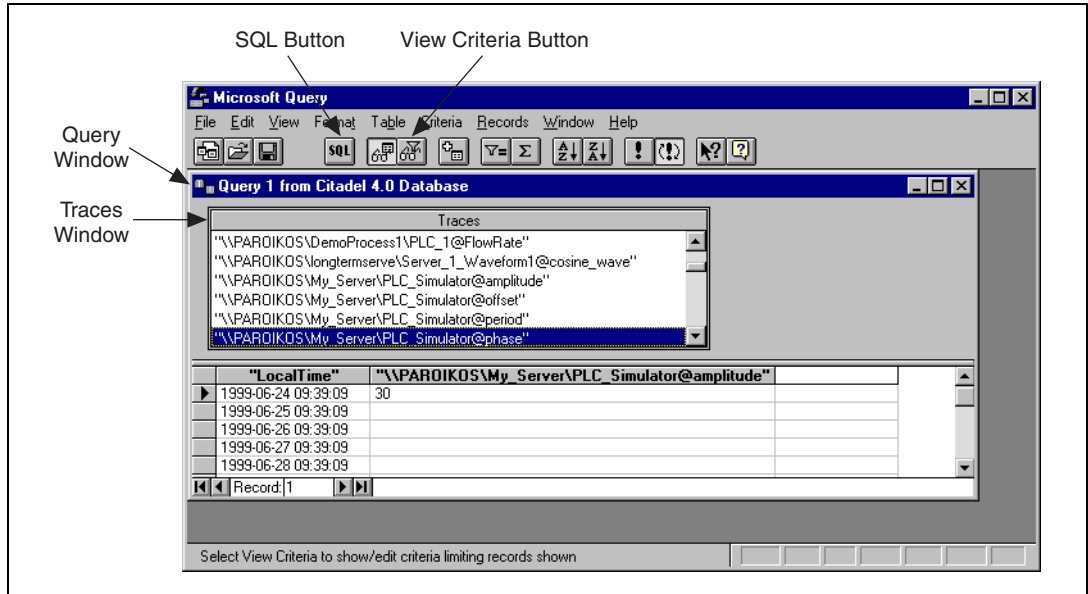 SQL Button View Criteria Button
Query Window
Traces Window
Microsoft Query
File Edit View Format Table Criteria Records Window Help
SQL
Query 1 from Citadel 4.0 Database
Traces
"\\PAROIKOS\DemoProcess1\PLC_1@FlowRate"
"\\PAROIKOS\longtermserve\Server_1_Waveform1@cosine_wave"
"\\PAROIKOS\My_Server\PLC_Simulator@amplitude"
"\\PAROIKOS\My_Server\PLC_Simulator@offset"
"\\PAROIKOS\My_Server\PLC_Simulator@period"
"\\PAROIKOS\My_Server\PLC_Simulator@phase"
"LocalTime" "\\PAROIKOS\My_Server\PLC_Simulator@amplitude"
1999-06-24 09:39:09 30
1999-06-25 09:39:09
1999-06-26 09:39:09
1999-06-27 09:39:09
1999-06-28 09:39:09
Record: 1
Select View Criteria to show/edit criteria limiting records shown